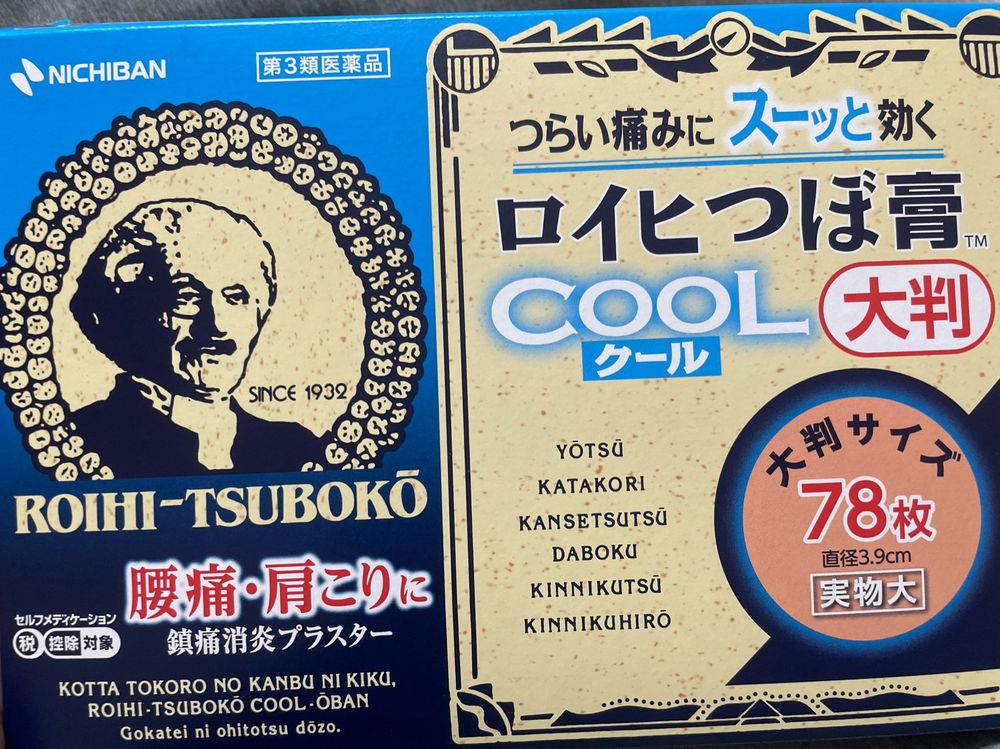 NICHIBAN
第3類医薬品
SINCE 1932
ROIHI-TSUBOKŌ
腰痛・肩こりに
鎮痛消炎プラスター
セルフメディケーション
税 控除 対象
KOTTA TOKORO NO KANBU NI KIKU,
ROIHI-TSUBOKŌ COOL-ŌBAN
Gokatei ni ohitotsu dōzo.
つらい痛みに スーッと効く
ロイヒつぼ膏™
COOL 大判
クール
YŌTSŪ
KATAKORI
KANSETSUTSŪ
DABOKU
KINNIKUTSŪ
KINNIKUHIRŌ
大判サイズ
78枚
直径3.9cm
実物大